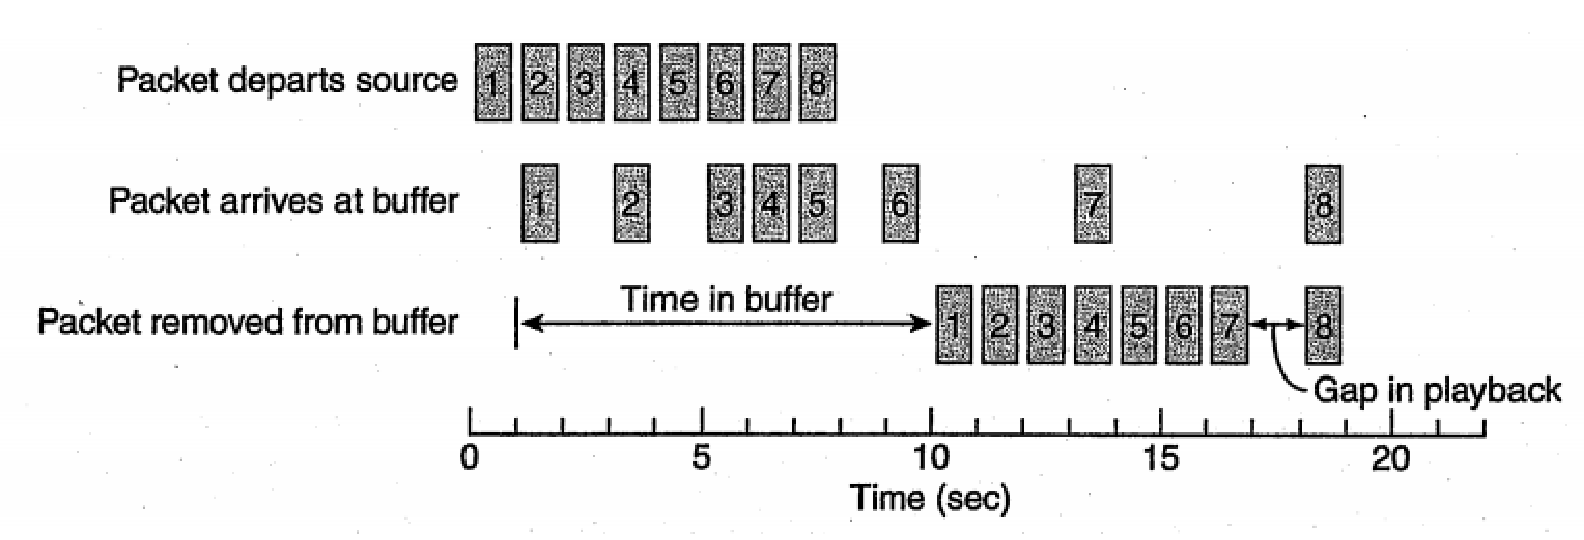 Packet departs source 1 2 3 4 5 6 7 8
Packet arrives at buffer 1 2 3 4 5 6 7 8
Time in buffer
Packet removed from buffer 1 2 3 4 5 6 7 8
Gap in playback
0 5 10 15 20
Time (sec)